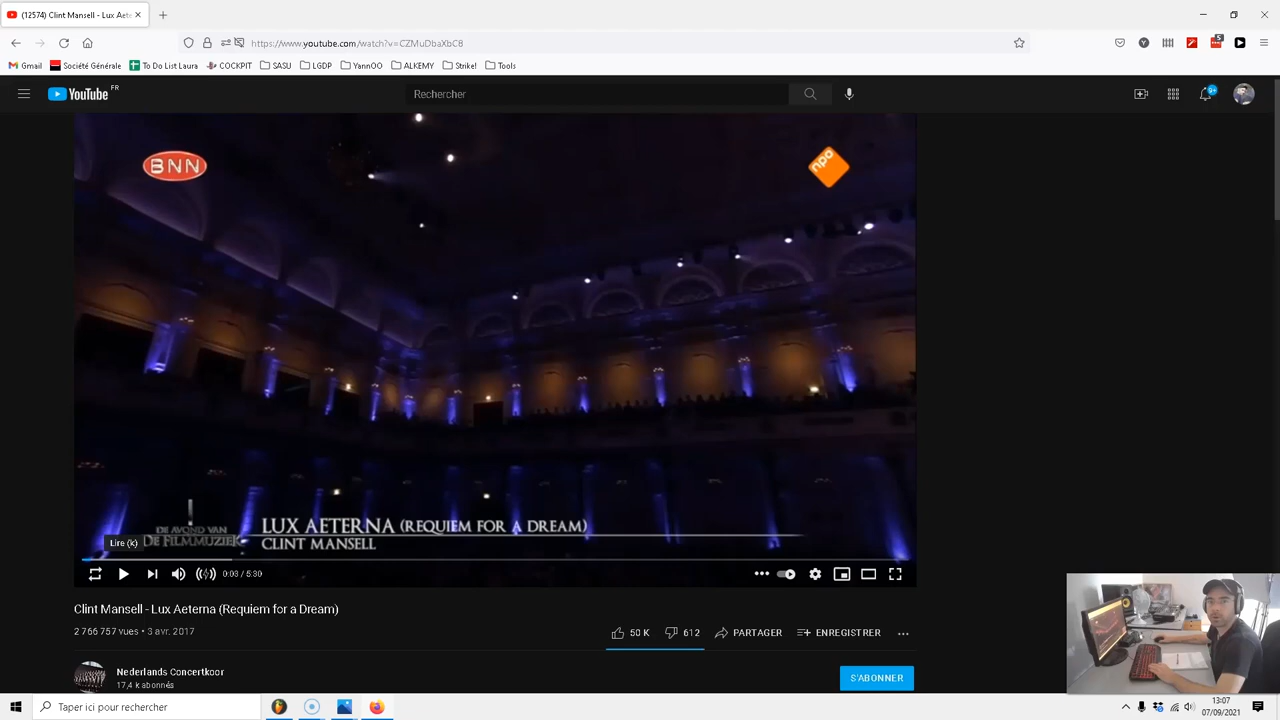 (12574) Clint Mansell - Lux Aete
https://www.youtube.com/watch?v=CZMuDbaXbC8
Gmail Société Générale To Do List Laura COCKPIT SASU LGDP YannOO ALKEMY Strike! Tools
5
YouTube FR
Rechercher
9+
BNN
npo
DE AVOND VAN
DE FILMMUZIEK
LUX AETERNA (REQUIEM FOR A DREAM)
CLINT MANSELL
Lire (k)
0:03 / 5:30
Clint Mansell - Lux Aeterna (Requiem for a Dream)
2 766 757 vues • 3 avr. 2017
50 K 612 PARTAGER ENREGISTRER
Nederlands Concertkoor
17,4 k abonnés
S'ABONNER
Taper ici pour rechercher
13:07
07/09/2021